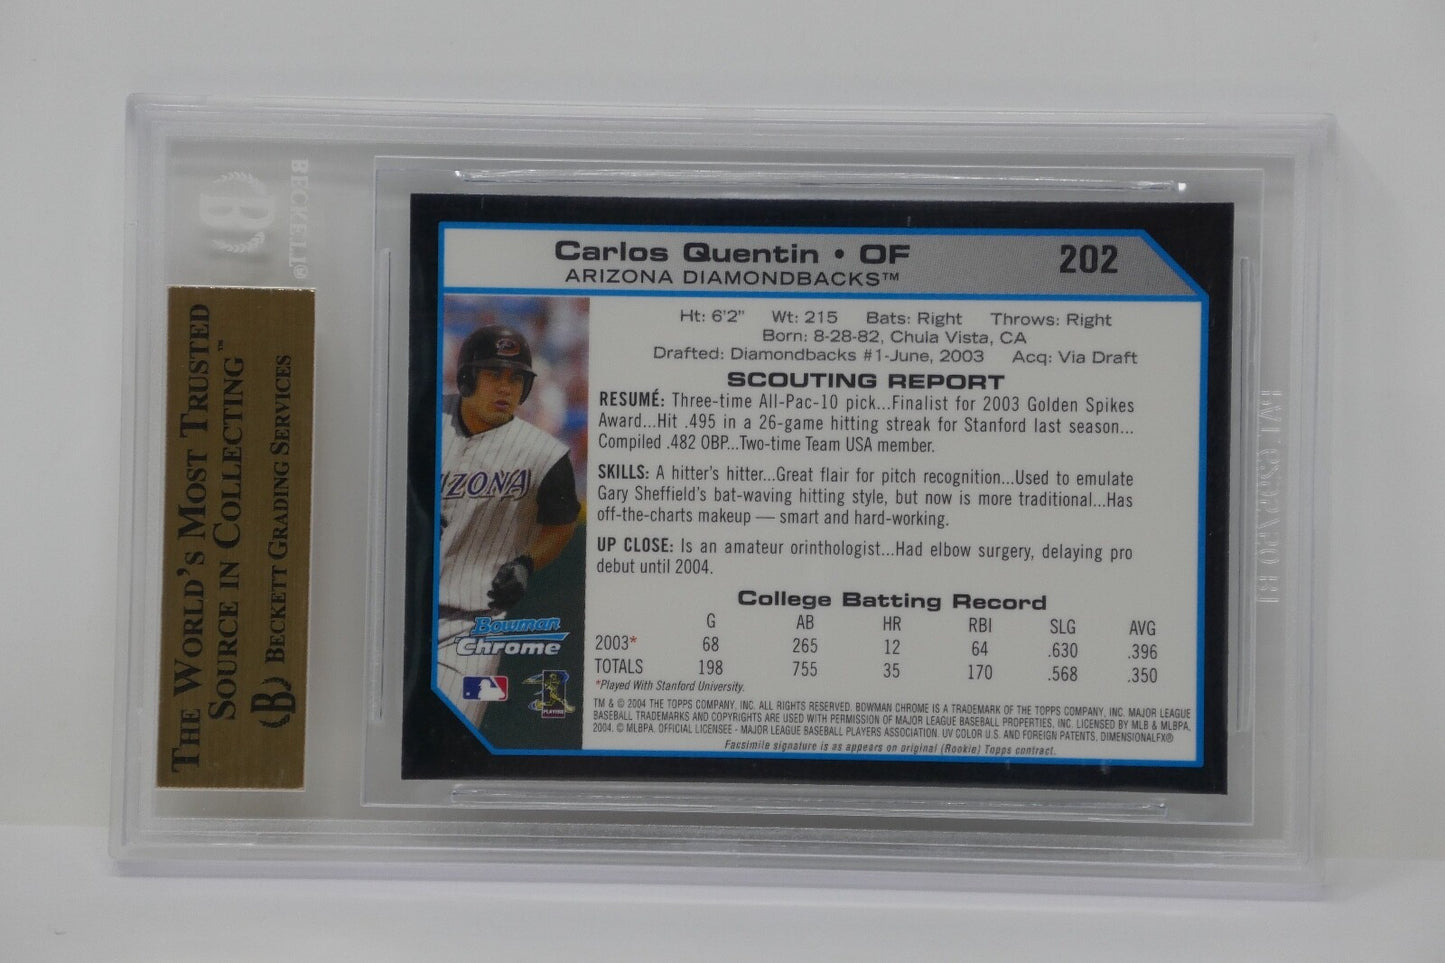 BECKETT®
B
THE WORLD'S MOST TRUSTED
SOURCE IN COLLECTING™
B BECKETT GRADING SERVICES
Carlos Quentin • OF
202
ARIZONA DIAMONDBACKS™
Ht: 6'2" Wt: 215 Bats: Right Throws: Right
Born: 8-28-82, Chula Vista, CA
Drafted: Diamondbacks #1-June, 2003 Acq: Via Draft
SCOUTING REPORT
RESUMÉ: Three-time All-Pac-10 pick...Finalist for 2003 Golden Spikes
Award...Hit .495 in a 26-game hitting streak for Stanford last season...
Compiled .482 OBP...Two-time Team USA member.
SKILLS: A hitter's hitter...Great flair for pitch recognition...Used to emulate
Gary Sheffield's bat-waving hitting style, but now is more traditional...Has
off-the-charts makeup — smart and hard-working.
UP CLOSE: Is an amateur orinthologist...Had elbow surgery, delaying pro
debut until 2004.
College Batting Record
G AB HR RBI SLG AVG
2003* 68 265 12 64 .630 .396
TOTALS 198 755 35 170 .568 .350
*Played With Stanford University.
TM & © 2004 THE TOPPS COMPANY, INC. ALL RIGHTS RESERVED. BOWMAN CHROME IS A TRADEMARK OF THE TOPPS COMPANY, INC. MAJOR LEAGUE
BASEBALL TRADEMARKS AND COPYRIGHTS ARE USED WITH PERMISSION OF MAJOR LEAGUE BASEBALL PROPERTIES, INC. LICENSED BY MLB & MLBPA,
2004. © MLBPA. OFFICIAL LICENSEE - MAJOR LEAGUE BASEBALL PLAYERS ASSOCIATION. UV COLOR U.S. AND FOREIGN PATENTS, DIMENSIONALFX®
Facsimile signature is as appears on original (Rookie) Topps contract.
IZONA
Bowman
Chrome
PLAYERS